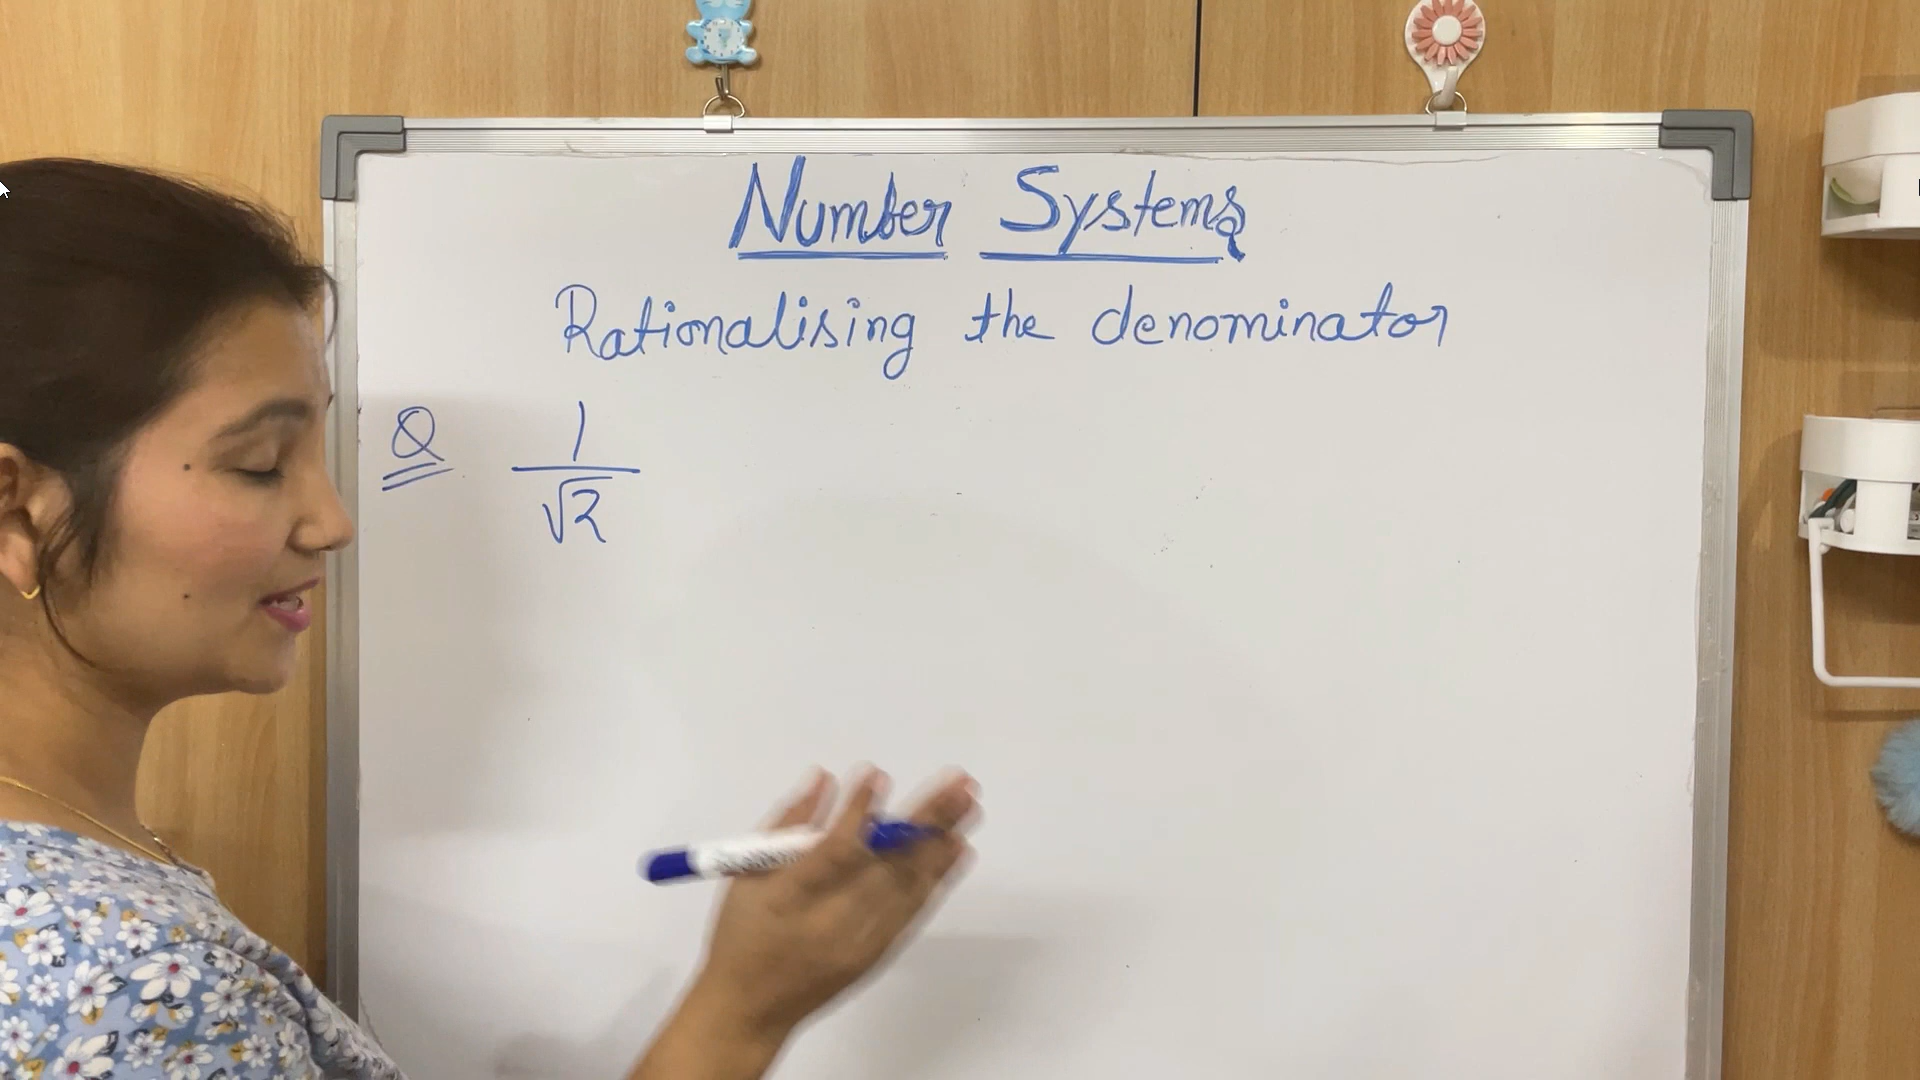 Number Systems
Rationalising the denominator
Q 1/√2